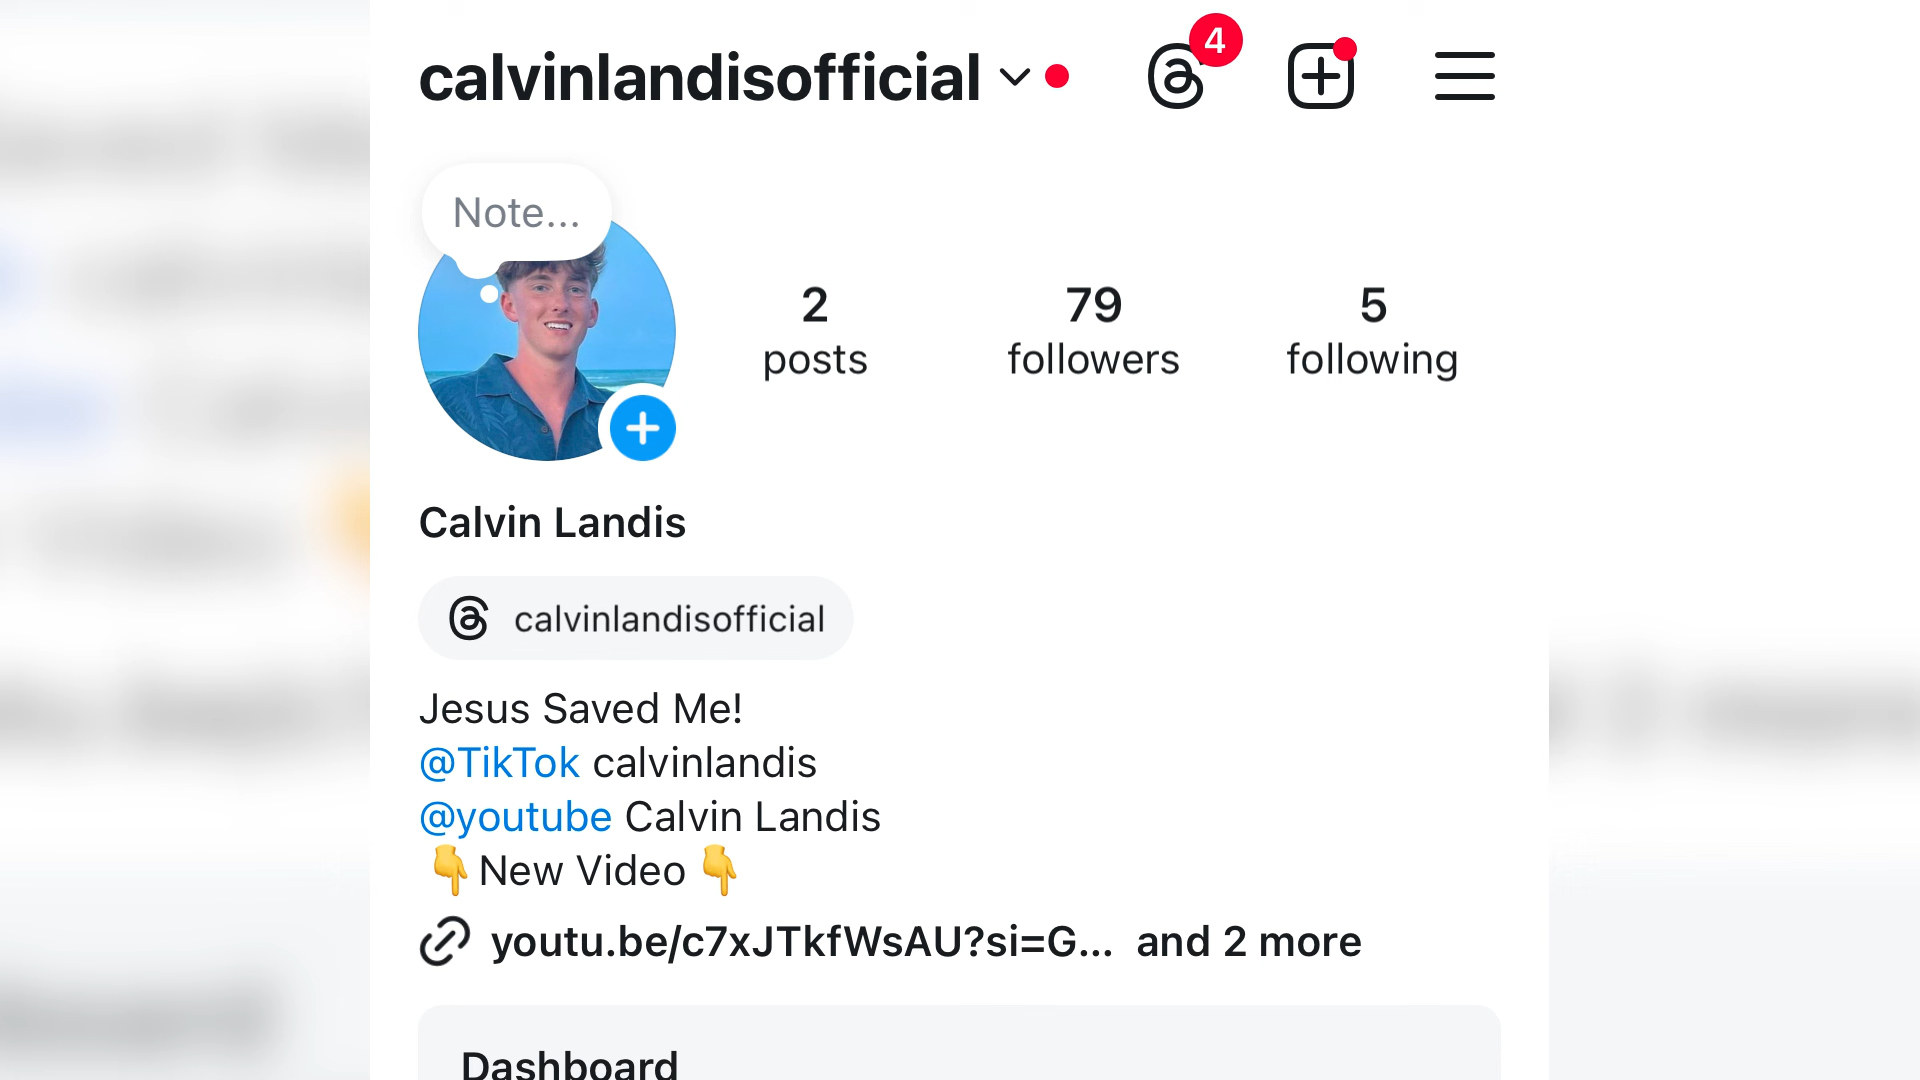 calvinlandisofficial
4
Note...
2
posts
79
followers
5
following
Calvin Landis
calvinlandisofficial
Jesus Saved Me!
@TikTok calvinlandis
@youtube Calvin Landis
👇New Video👇
youtu.be/c7xJTkfWsAU?si=G... and 2 more
Dashboard